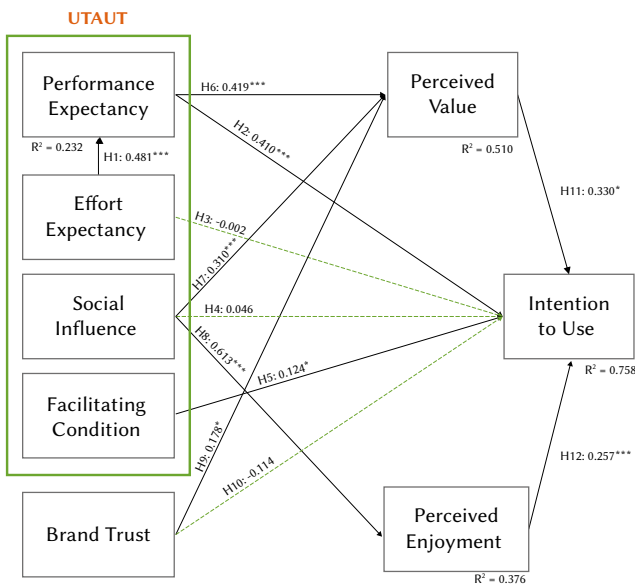 UTAUT
Performance
Expectancy
R² = 0.232
H1: 0.481***
Effort
Expectancy
Social
Influence
Facilitating
Condition
Brand Trust
H6: 0.419***
H2: 0.410***
H3: -0.002
H7: 0.310***
H4: 0.046
H8: 0.613***
H5: 0.124*
H9: 0.178*
H10: -0.114
Perceived
Value
R² = 0.510
H11: 0.330*
Intention
to Use
R² = 0.758
H12: 0.257***
Perceived
Enjoyment
R² = 0.376